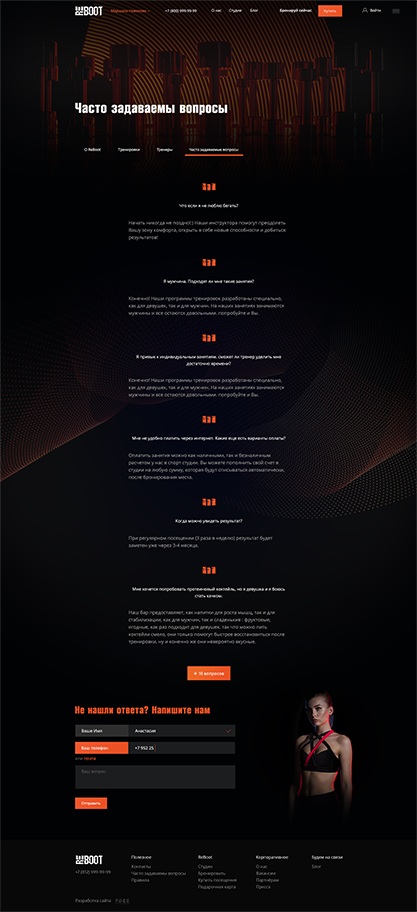 REBOOT
+7 (800) 999-99-99
О нас
Студии
Блог
Бронируй сейчас
Купить
Войти
Часто задаваемы вопросы
О ReBoot
Тренировки
Тренеры
Часто задаваемые вопросы
Что если я не люблю бегать?
Начать никогда не поздно!:) Наши инструктора помогут преодолеть
Вашу зону комфорта, открыть в себе новые способности и добиться
результатов!
Я мужчина. Подходят ли мне такие занятия?
Конечно! Наши программы тренировок разработаны специально,
как для девушек, так и для мужчин. На наших занятиях занимаются
мужчины и все остаются довольными. попробуйте и Вы.
Я привык к индивидуальным занятиям, сможет ли тренер уделить мне
достаточно времени?
Конечно! Наши программы тренировок разработаны специально,
как для девушек, так и для мужчин. На наших занятиях занимаются
мужчины и все остаются довольными. попробуйте и Вы.
Мне не удобно платить через интернет. Какие еще есть варианты оплаты?
Оплатить занятия можно как наличными, так и безналичным
расчетом у нас в спорт студии. Вы можете пополнить свой счет в
студии на любую сумму, которая будут списываться автоматически,
после бронирования места.
Когда можно увидеть результат?
При регулярном посещении (3 раза в неделю) результат будет
заметен уже через 3-4 месяца.
Мне хочется попробовать протеиновый коктейль, но я девушка и я боюсь
стать качком.
Наш бар предоставляет, как напитки для роста мышц, так и для
стабилизации, как для мужчин, так и сладенькие : фруктовые,
ягодные, как раз подходит для девушек. так что можно пить
коктейли смело, они только помогут быстрее восстановиться после
тренировки, ну и конечно же они невероятно вкусные.
+ 10 вопросов
Не нашли ответа? Напишите нам
Ваше Имя
Анастасия
Ваш телефон
+7 952 25
или почта
Ваш вопрос
Отправить
REBOOT
+7 (812) 999-99-99
Полезное
Контакты
Часто задаваемые вопросы
Правила
ReBoot
Студии
Бронировать
Купить посещения
Подарочная карта
Корпоративное
О нас
Вакансии
Партнёрам
Пресса
Будем на связи
Блог
Разработка сайта